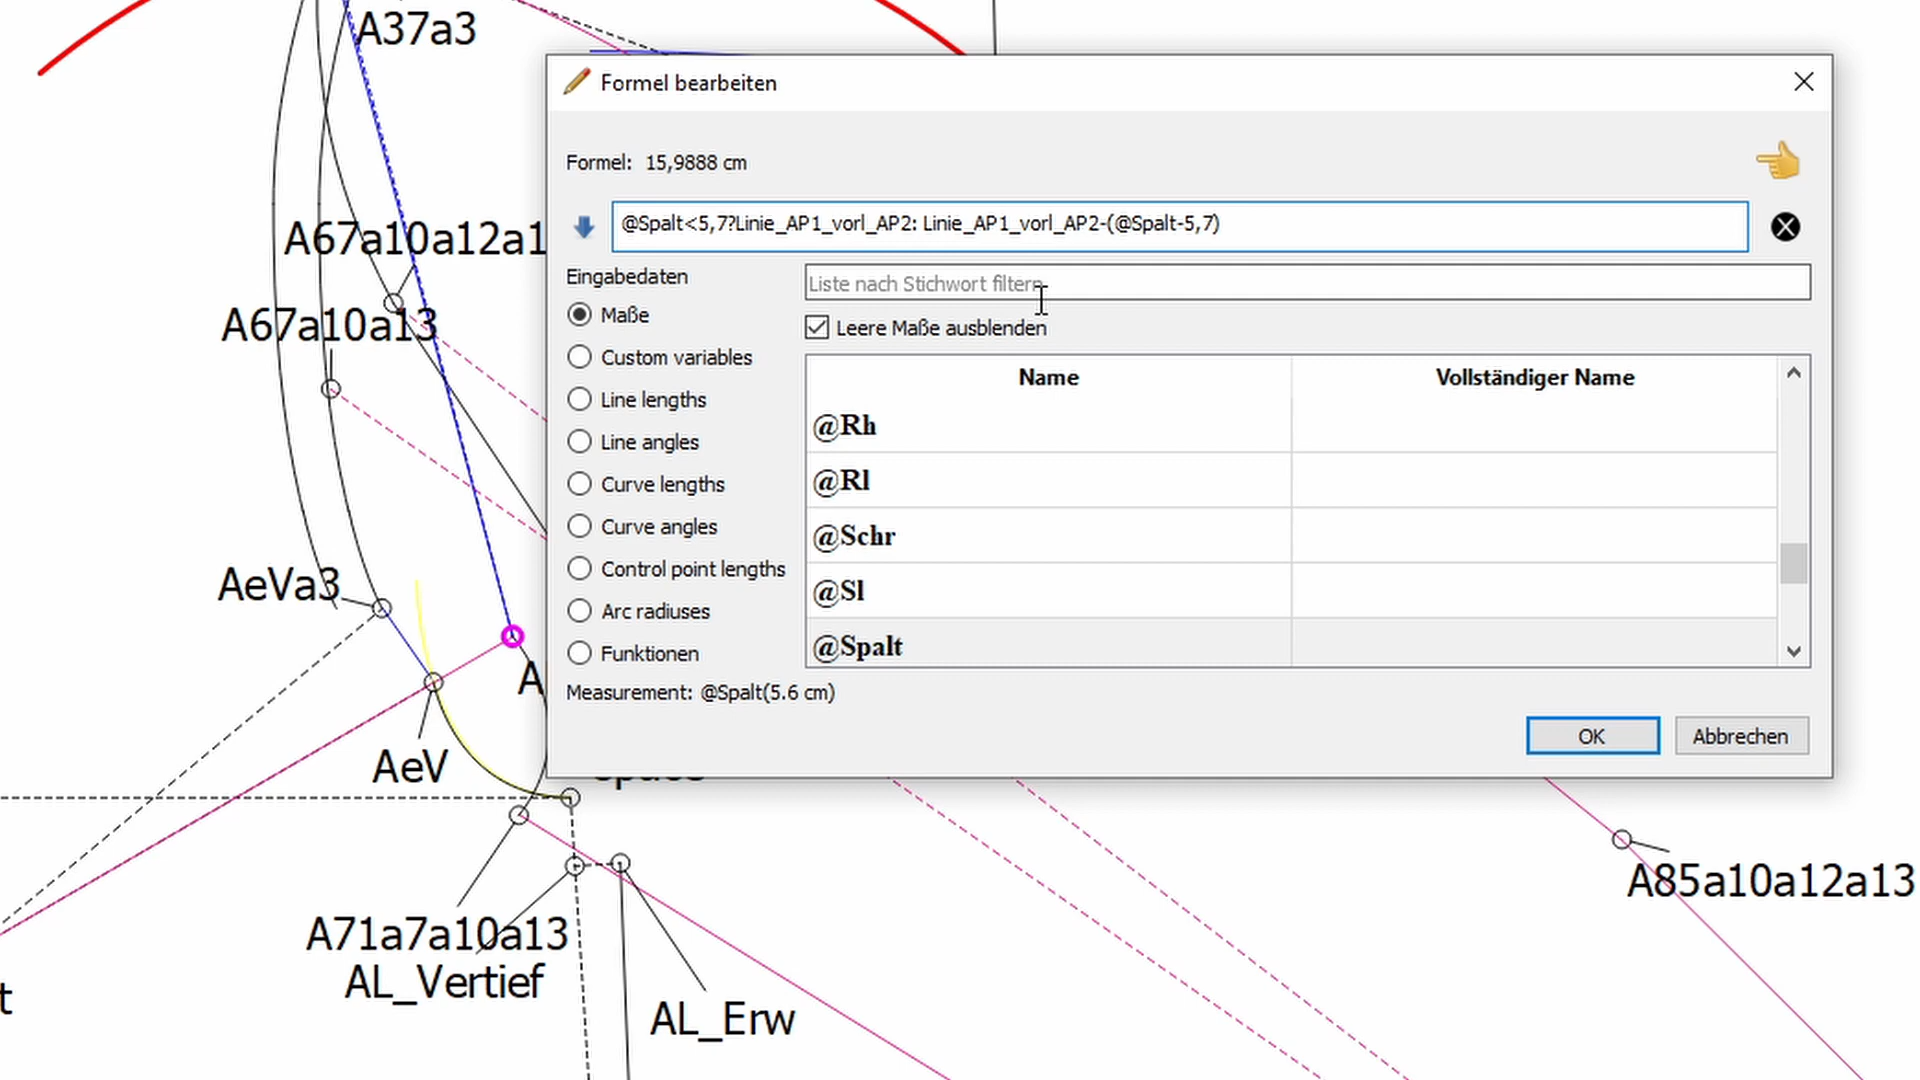 A37a3
Formel bearbeiten
Formel: 15,9888 cm
@Spalt<5,7?Linie_AP1_vorl_AP2: Linie_AP1_vorl_AP2-(@Spalt-5,7)
A67a10a12a1
Eingabedaten
Liste nach Stichwort filtern
Maße
Leere Maße ausblenden
A67a10a13
Custom variables
Name
Vollständiger Name
Line lengths
@Rh
Line angles
@Rl
Curve lengths
@Schr
Curve angles
Control point lengths
@Sl
AeVa3
Arc radiuses
Funktionen
@Spalt
A
Measurement: @Spalt(5.6 cm)
OK
Abbrechen
AeV
A85a10a12a13
A71a7a10a13
AL_Vertief
t
AL_Erw